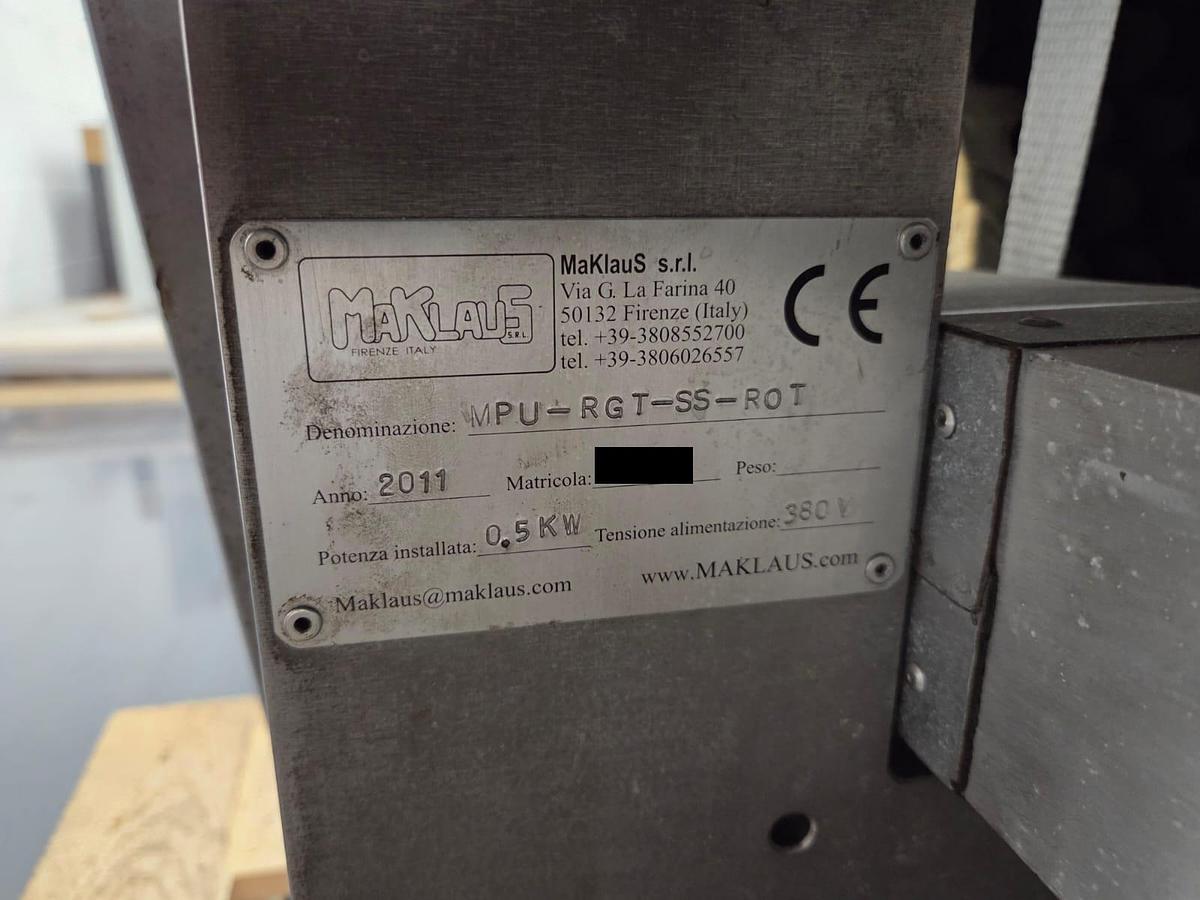 MAKLAUS S.R.L.
FIRENZE ITALY
MaKlauS s.r.l.
Via G. La Farina 40
50132 Firenze (Italy)
tel. +39-3808552700
tel. +39-3806026557
CE
Denominazione: MPU-RGT-SS-ROT
Anno: 2011 Matricola: Peso:
Potenza installata: 0.5 KW Tensione alimentazione: 380 V
Maklaus@maklaus.com www.MAKLAUS.com